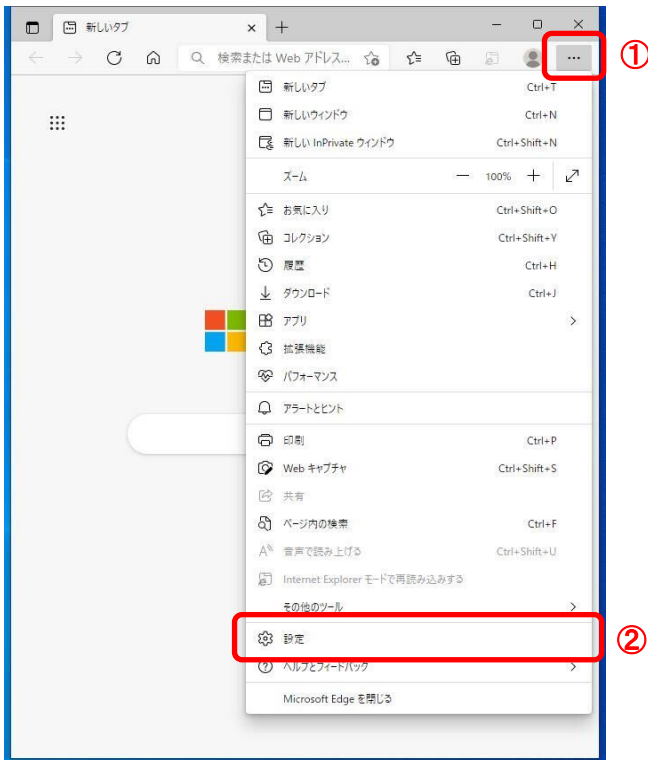 新しいタブ
検索または Web アドレス...
①
新しいタブ Ctrl+T
新しいウィンドウ Ctrl+N
新しい InPrivate ウィンドウ Ctrl+Shift+N
ズーム 100%
お気に入り Ctrl+Shift+O
コレクション Ctrl+Shift+Y
履歴 Ctrl+H
ダウンロード Ctrl+J
アプリ
拡張機能
パフォーマンス
アラートとヒント
印刷 Ctrl+P
Web キャプチャ Ctrl+Shift+S
共有
ページ内の検索 Ctrl+F
音声で読み上げる Ctrl+Shift+U
Internet Explorer モードで再読み込みする
その他のツール
設定 ②
ヘルプとフィードバック
Microsoft Edge を閉じる